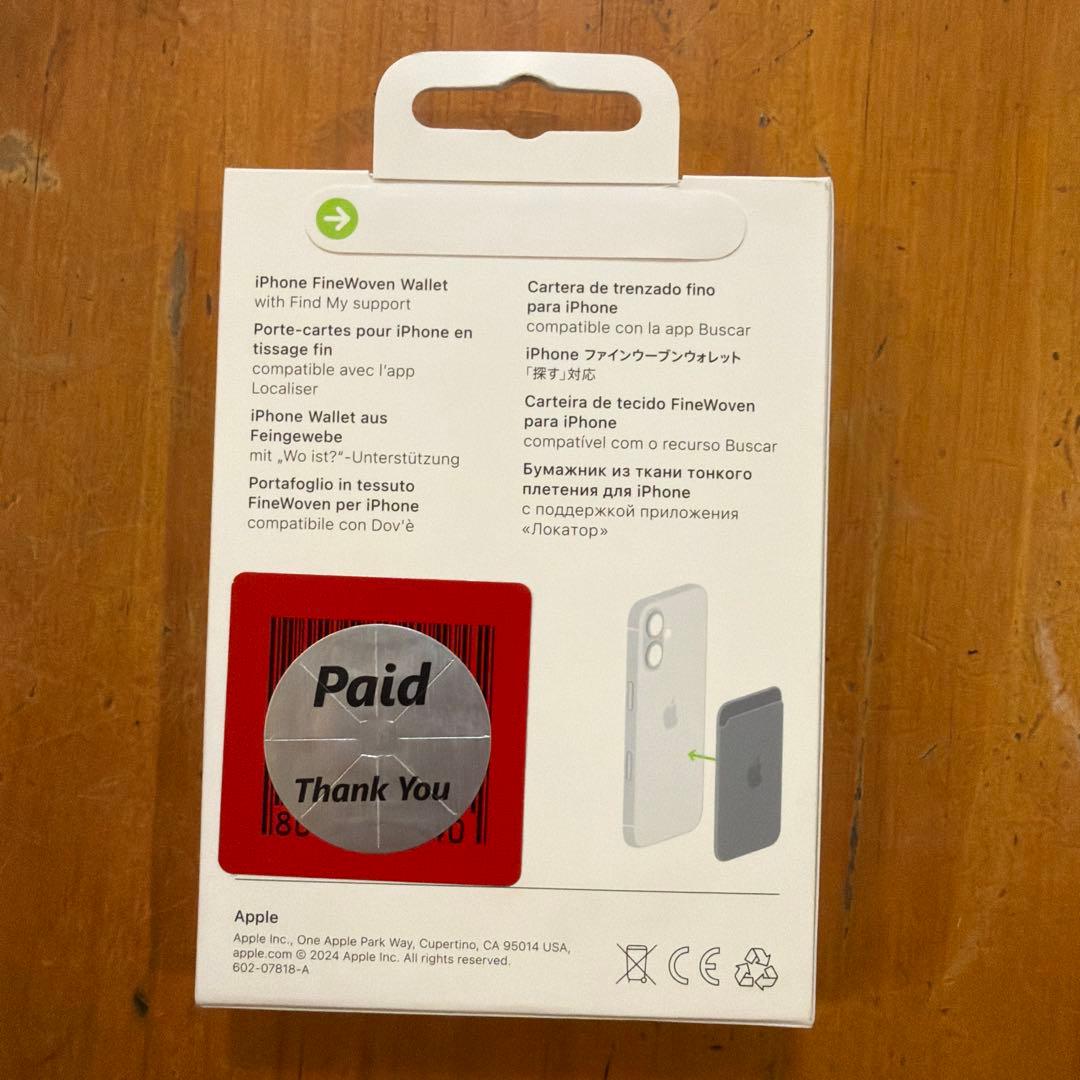 iPhone FineWoven Wallet
with Find My support
Porte-cartes pour iPhone en
tissage fin
compatible avec l'app
Localiser
iPhone Wallet aus
Feingewebe
mit „Wo ist?“-Unterstützung
Portafoglio in tessuto
FineWoven per iPhone
compatibile con Dov'è
Cartera de trenzado fino
para iPhone
compatible con la app Buscar
iPhone ファインウーブンウォレット
「探す」対応
Carteira de tecido FineWoven
para iPhone
compatível com o recurso Buscar
Бумажник из ткани тонкого
плетения для iPhone
с поддержкой приложения
«Локатор»
Paid
Thank You
Apple
Apple Inc., One Apple Park Way, Cupertino, CA 95014 USA,
apple.com © 2024 Apple Inc. All rights reserved.
602-07818-A
CE